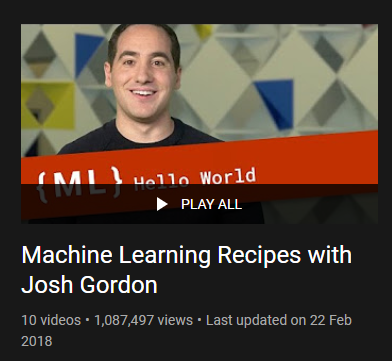 {ML} Hello World
PLAY ALL
Machine Learning Recipes with
Josh Gordon
10 videos • 1,087,497 views • Last updated on 22 Feb
2018